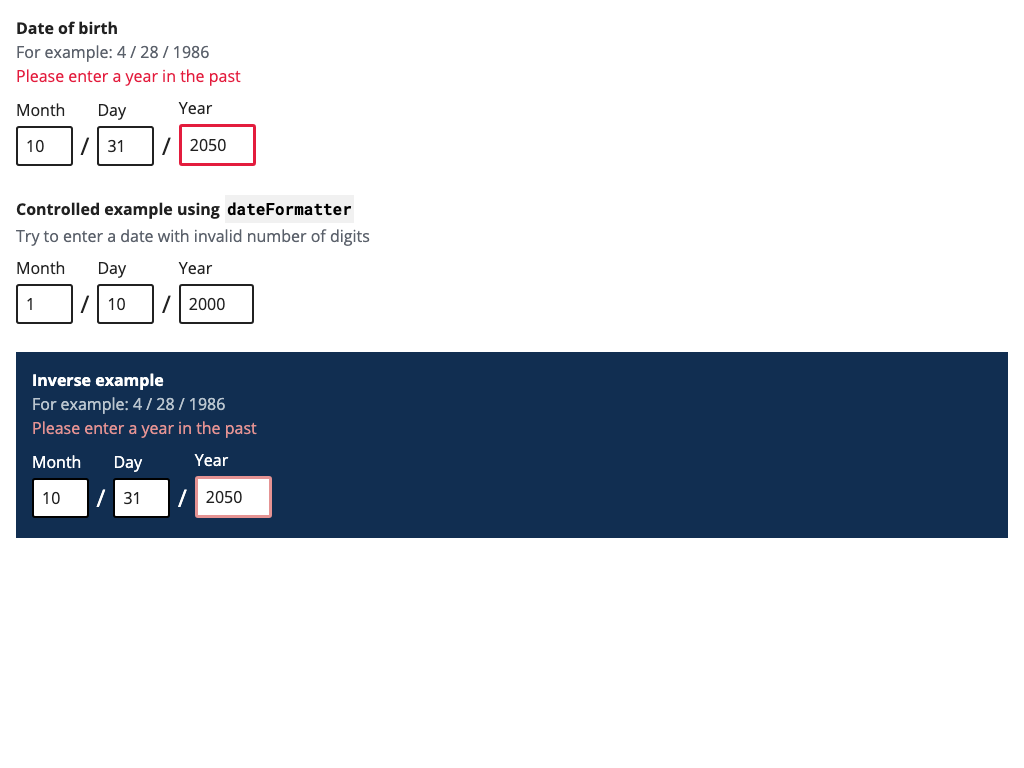 Date of birth
For example: 4 / 28 / 1986
Please enter a year in the past
Month Day Year
10 / 31 / 2050
Controlled example using dateFormatter
Try to enter a date with invalid number of digits
Month Day Year
1 / 10 / 2000
Inverse example
For example: 4 / 28 / 1986
Please enter a year in the past
Month Day Year
10 / 31 / 2050